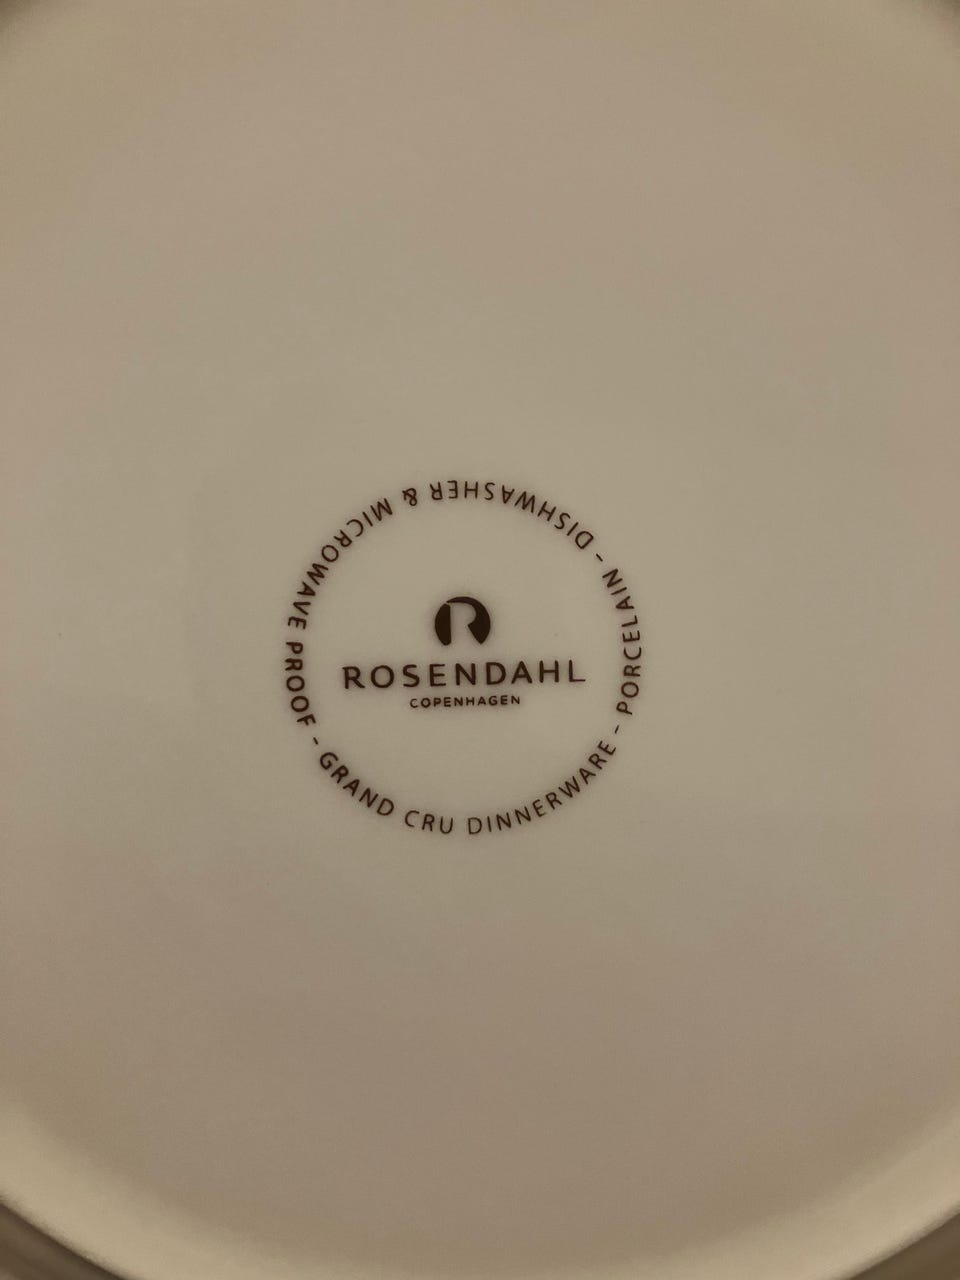 R
ROSENDAHL
COPENHAGEN
GRAND CRU DINNERWARE - PORCELAIN - DISHWASHER & MICROWAVE PROOF -